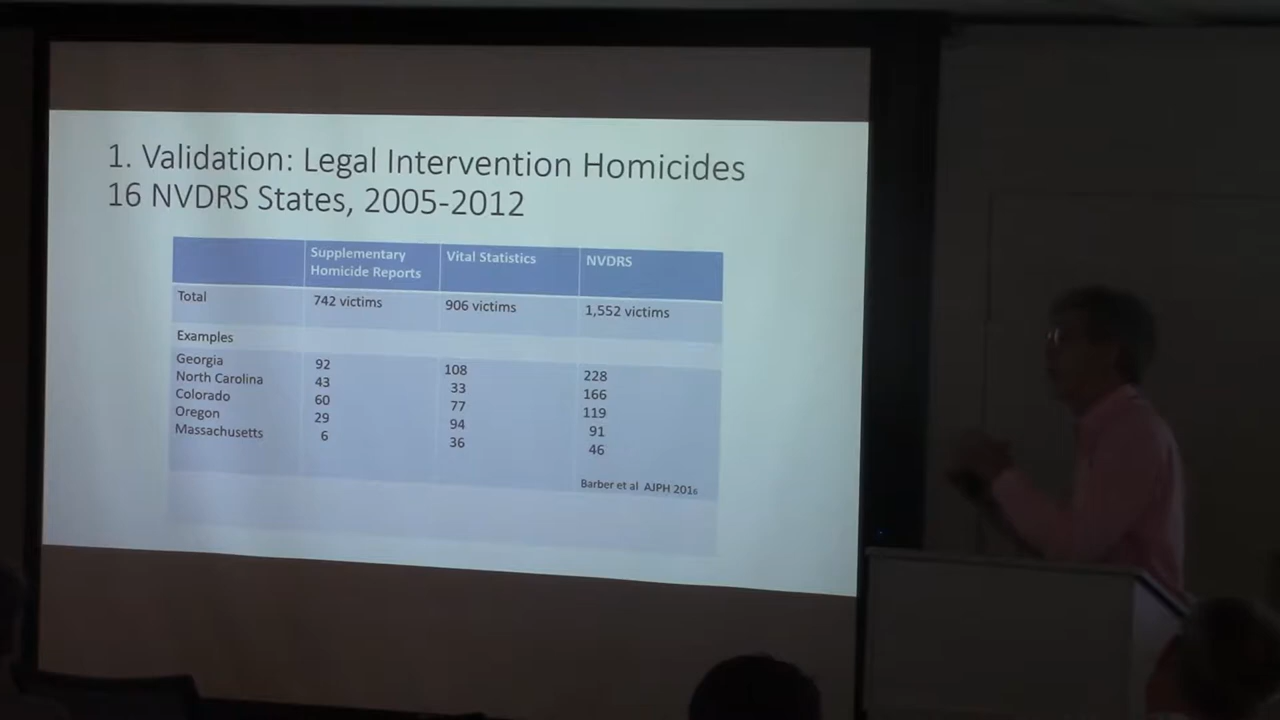 1. Validation: Legal Intervention Homicides
16 NVDRS States, 2005-2012
Supplementary Homicide Reports
Vital Statistics
NVDRS
Total 742 victims 906 victims 1,552 victims
Examples
Georgia 92 108 228
North Carolina 43 33 166
Colorado 60 77 119
Oregon 29 94 91
Massachusetts 6 36 46
Barber et al AJPH 2016